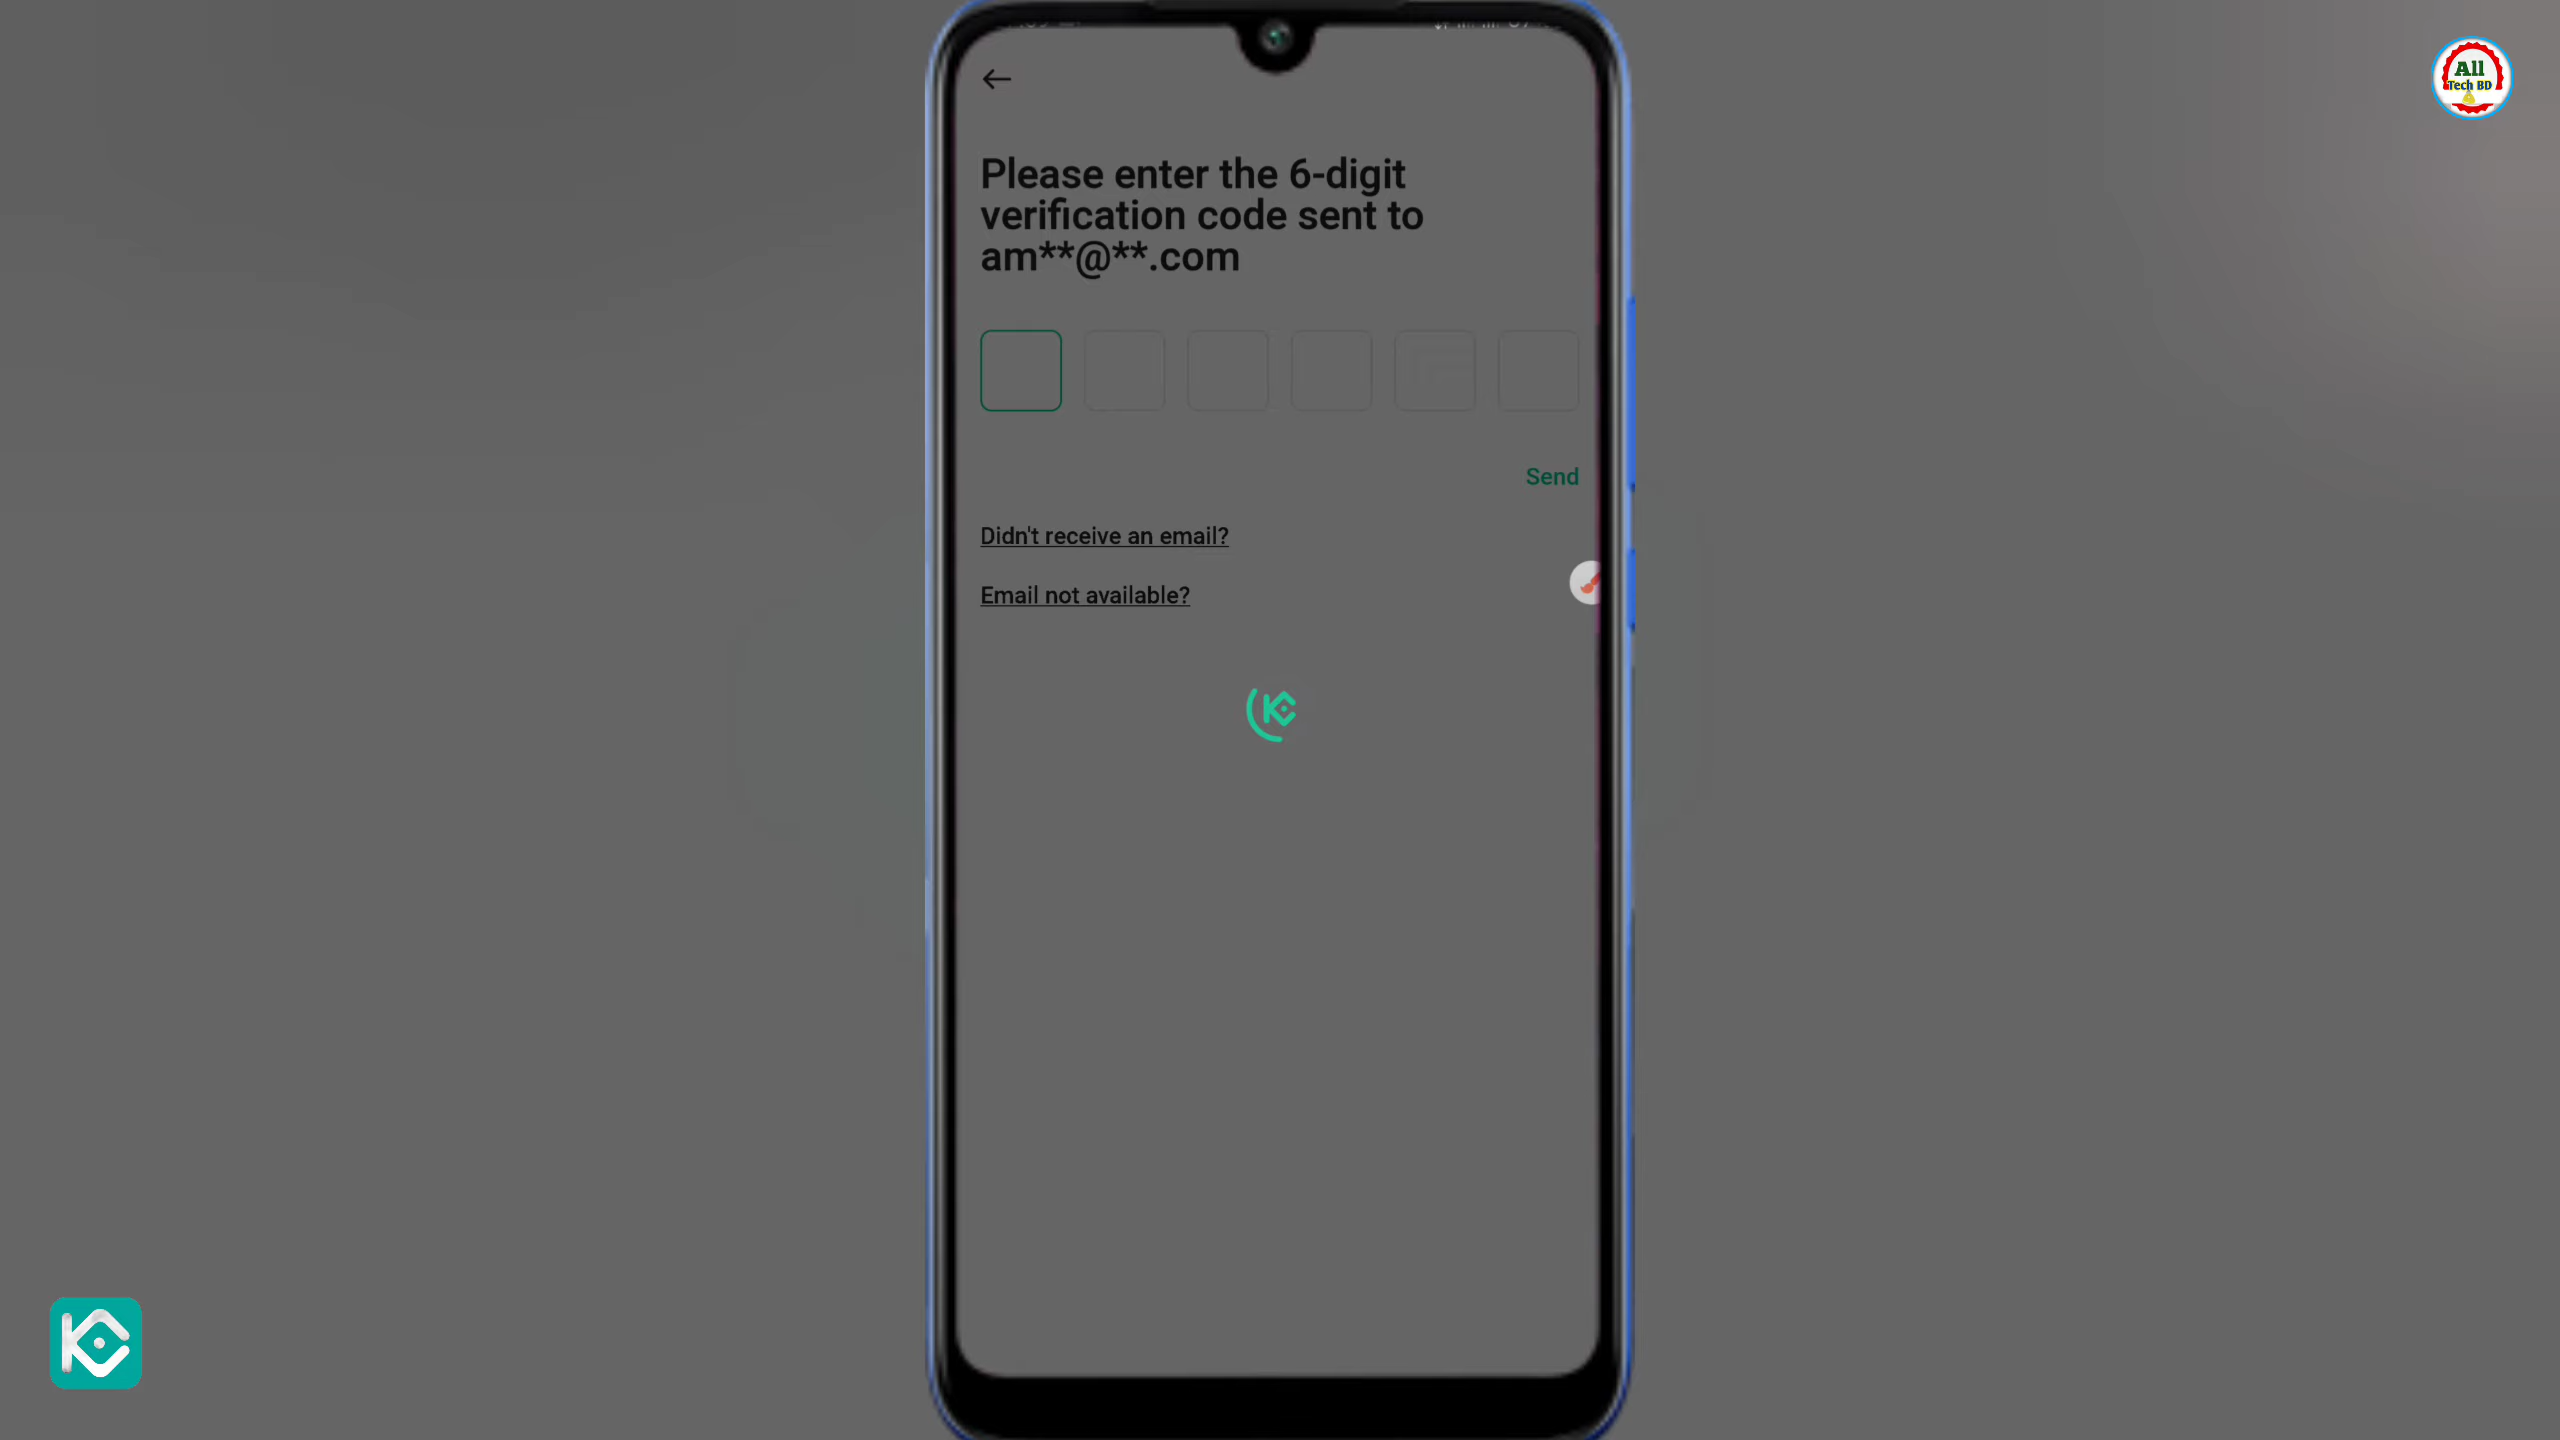 All
Tech BD
Please enter the 6-digit
verification code sent to
am**@**.com
Send
Didn't receive an email?
Email not available?